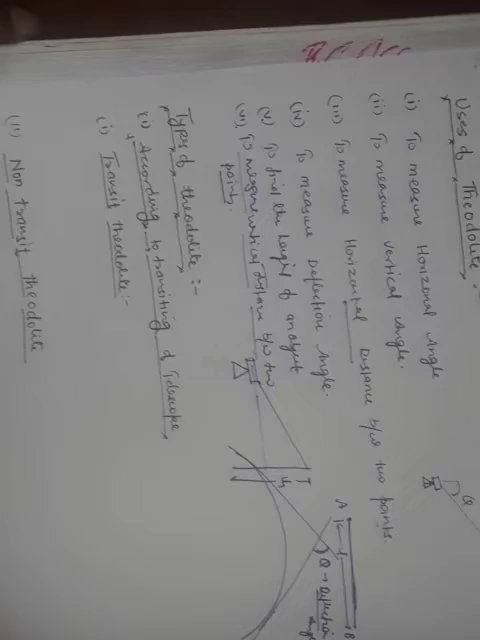 Uses of Theodolite.
(i) To measure Horizonal Angle
(ii) To measure vertical Angle.
(iii) To measure Horizontal Distance b/w two points.
(iv) To measure Deflection Angle.
(v) To find the height of an object
(vi) To measure vertical distance b/w two
points.
Types of theodolite :-
(1) According to transiting of Telescope
(i) Transit theodolite:-
(ii) Non transit theodolite
A
B
Q → Deflection